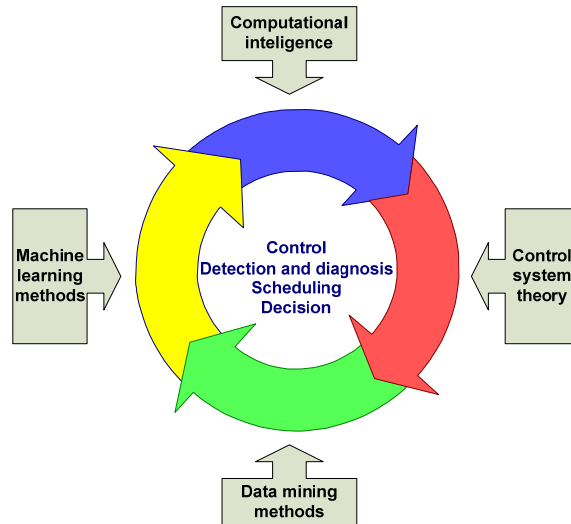 Computational
inteligence
Machine
learning
methods
Control
Detection and diagnosis
Scheduling
Decision
Control
system
theory
Data mining
methods